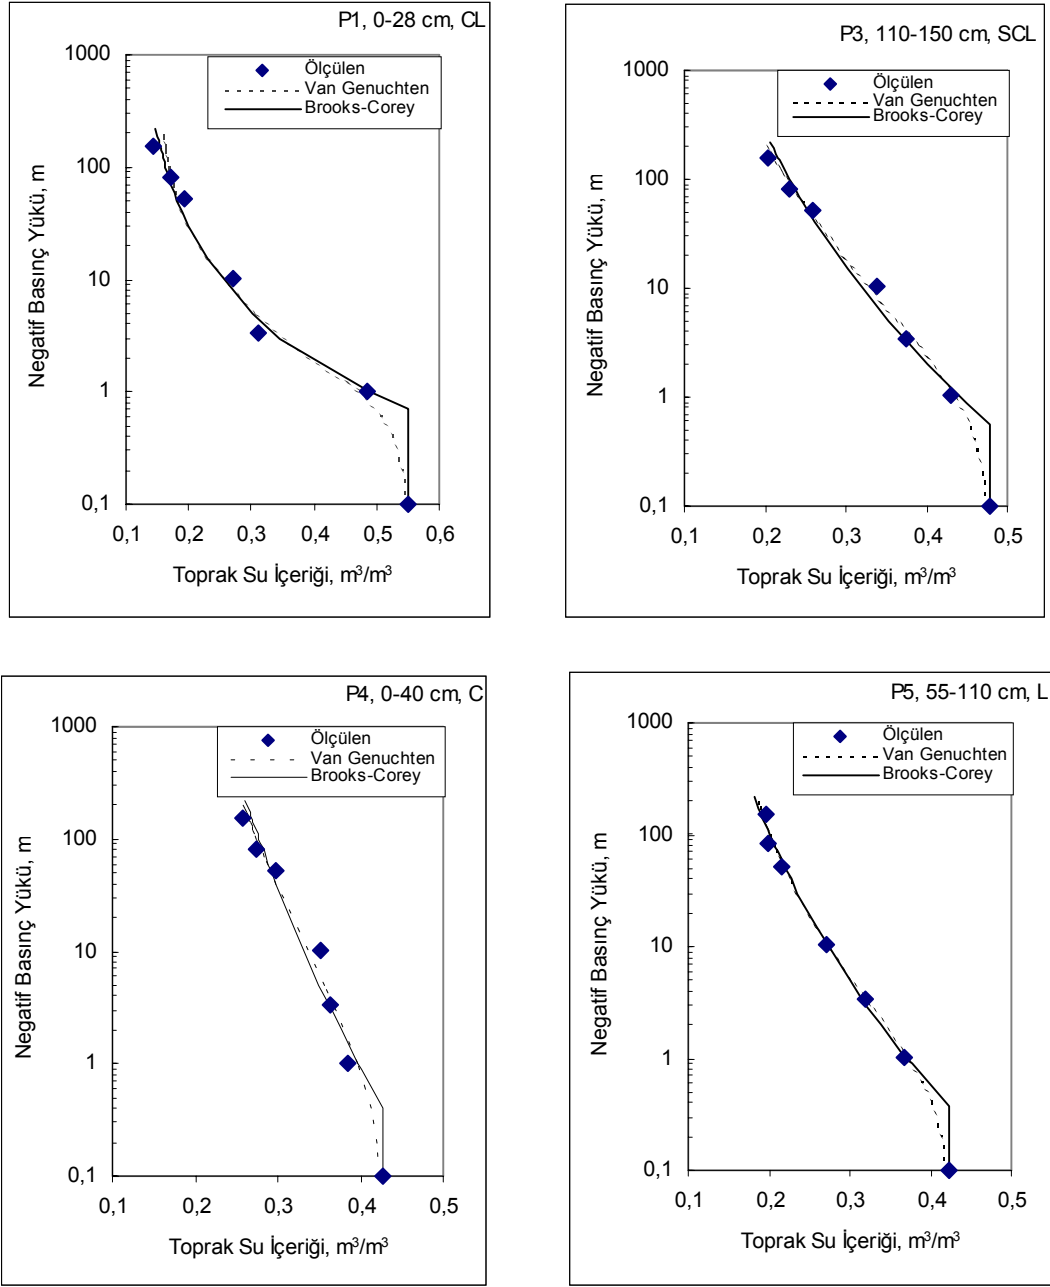 P1, 0-28 cm, CL
Ölçülen
Van Genuchten
Brooks-Corey
1000
100
10
1
0,1
Negatif Basınç Yükü, m
0,1 0,2 0,3 0,4 0,5 0,6
Toprak Su İçeriği, m³/m³
P3, 110-150 cm, SCL
Ölçülen
Van Genuchten
Brooks-Corey
1000
100
10
1
0,1
Negatif Basınç Yükü, m
0,1 0,2 0,3 0,4 0,5
Toprak Su İçeriği, m³/m³
P4, 0-40 cm, C
Ölçülen
Van Genuchten
Brooks-Corey
1000
100
10
1
0,1
Negatif Basınç Yükü, m
0,1 0,2 0,3 0,4 0,5
Toprak Su İçeriği, m³/m³
P5, 55-110 cm, L
Ölçülen
Van Genuchten
Brooks-Corey
1000
100
10
1
0,1
Negatif Basınç Yükü, m
0,1 0,2 0,3 0,4 0,5
Toprak Su İçeriği, m³/m³